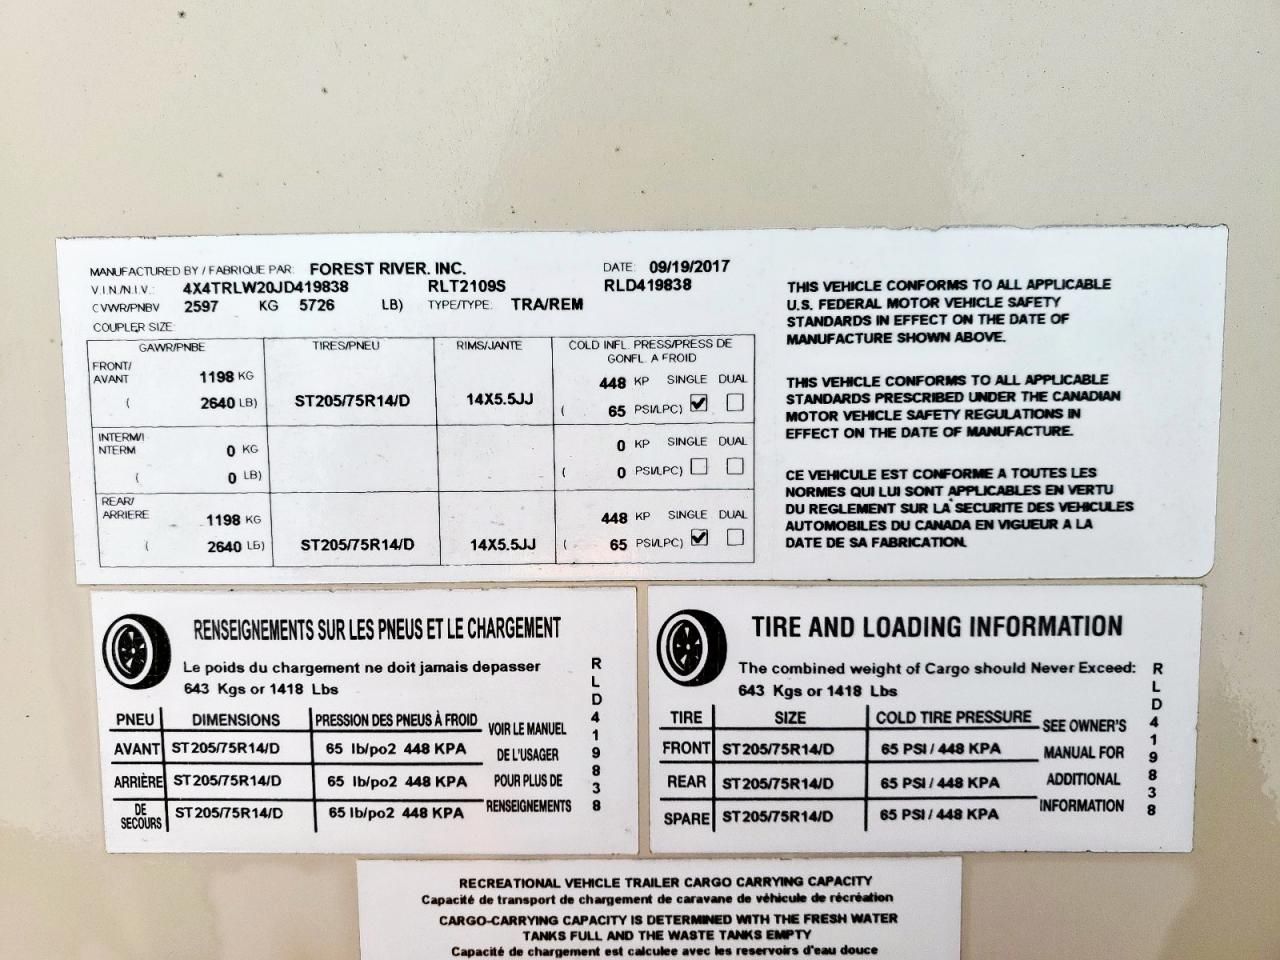 MANUFACTURED BY / FABRIQUE PAR: FOREST RIVER. INC. DATE: 09/19/2017
V.I.N./N.I.V.: 4X4TRLW20JD419838 RLT2109S RLD419838
CVWR/PNBV 2597 KG 5726 LB) TYPE/TYPE: TRA/REM
COUPLER SIZE:
GAWR/PNBE TIRES/PNEU RIMS/JANTE COLD INFL. PRESS/PRESS DE
GONFL. A FROID
FRONT/
AVANT 1198 KG 448 KP SINGLE DUAL
( 2640 LB) ST205/75R14/D 14X5.5JJ ( 65 PSI/LPC)
INTERM/I
NTERM 0 KG 0 KP SINGLE DUAL
( 0 LB) ( 0 PSI/LPC)
REAR/
ARRIERE 1198 KG 448 KP SINGLE DUAL
( 2640 LB) ST205/75R14/D 14X5.5JJ ( 65 PSI/LPC)
THIS VEHICLE CONFORMS TO ALL APPLICABLE
U.S. FEDERAL MOTOR VEHICLE SAFETY
STANDARDS IN EFFECT ON THE DATE OF
MANUFACTURE SHOWN ABOVE.
THIS VEHICLE CONFORMS TO ALL APPLICABLE
STANDARDS PRESCRIBED UNDER THE CANADIAN
MOTOR VEHICLE SAFETY REGULATIONS IN
EFFECT ON THE DATE OF MANUFACTURE.
CE VEHICULE EST CONFORME A TOUTES LES
NORMES QUI LUI SONT APPLICABLES EN VERTU
DU REGLEMENT SUR LA SECURITE DES VEHICULES
AUTOMOBILES DU CANADA EN VIGUEUR A LA
DATE DE SA FABRICATION.
RENSEIGNEMENTS SUR LES PNEUS ET LE CHARGEMENT
Le poids du chargement ne doit jamais depasser
643 Kgs or 1418 Lbs
PNEU DIMENSIONS PRESSION DES PNEUS À FROID
AVANT ST205/75R14/D 65 lb/po2 448 KPA
ARRIÈRE ST205/75R14/D 65 lb/po2 448 KPA
DE
SECOURS ST205/75R14/D 65 lb/po2 448 KPA
VOIR LE MANUEL
DE L'USAGER
POUR PLUS DE
RENSEIGNEMENTS
RLD419838
TIRE AND LOADING INFORMATION
The combined weight of Cargo should Never Exceed:
643 Kgs or 1418 Lbs
TIRE SIZE COLD TIRE PRESSURE
FRONT ST205/75R14/D 65 PSI / 448 KPA
REAR ST205/75R14/D 65 PSI / 448 KPA
SPARE ST205/75R14/D 65 PSI / 448 KPA
SEE OWNER'S
MANUAL FOR
ADDITIONAL
INFORMATION
RLD419838
RECREATIONAL VEHICLE TRAILER CARGO CARRYING CAPACITY
Capacité de transport de chargement de caravane de véhicule de récréation
CARGO-CARRYING CAPACITY IS DETERMINED WITH THE FRESH WATER
TANKS FULL AND THE WASTE TANKS EMPTY
Capacité de chargement est calculee avec les reservoirs d'eau douce